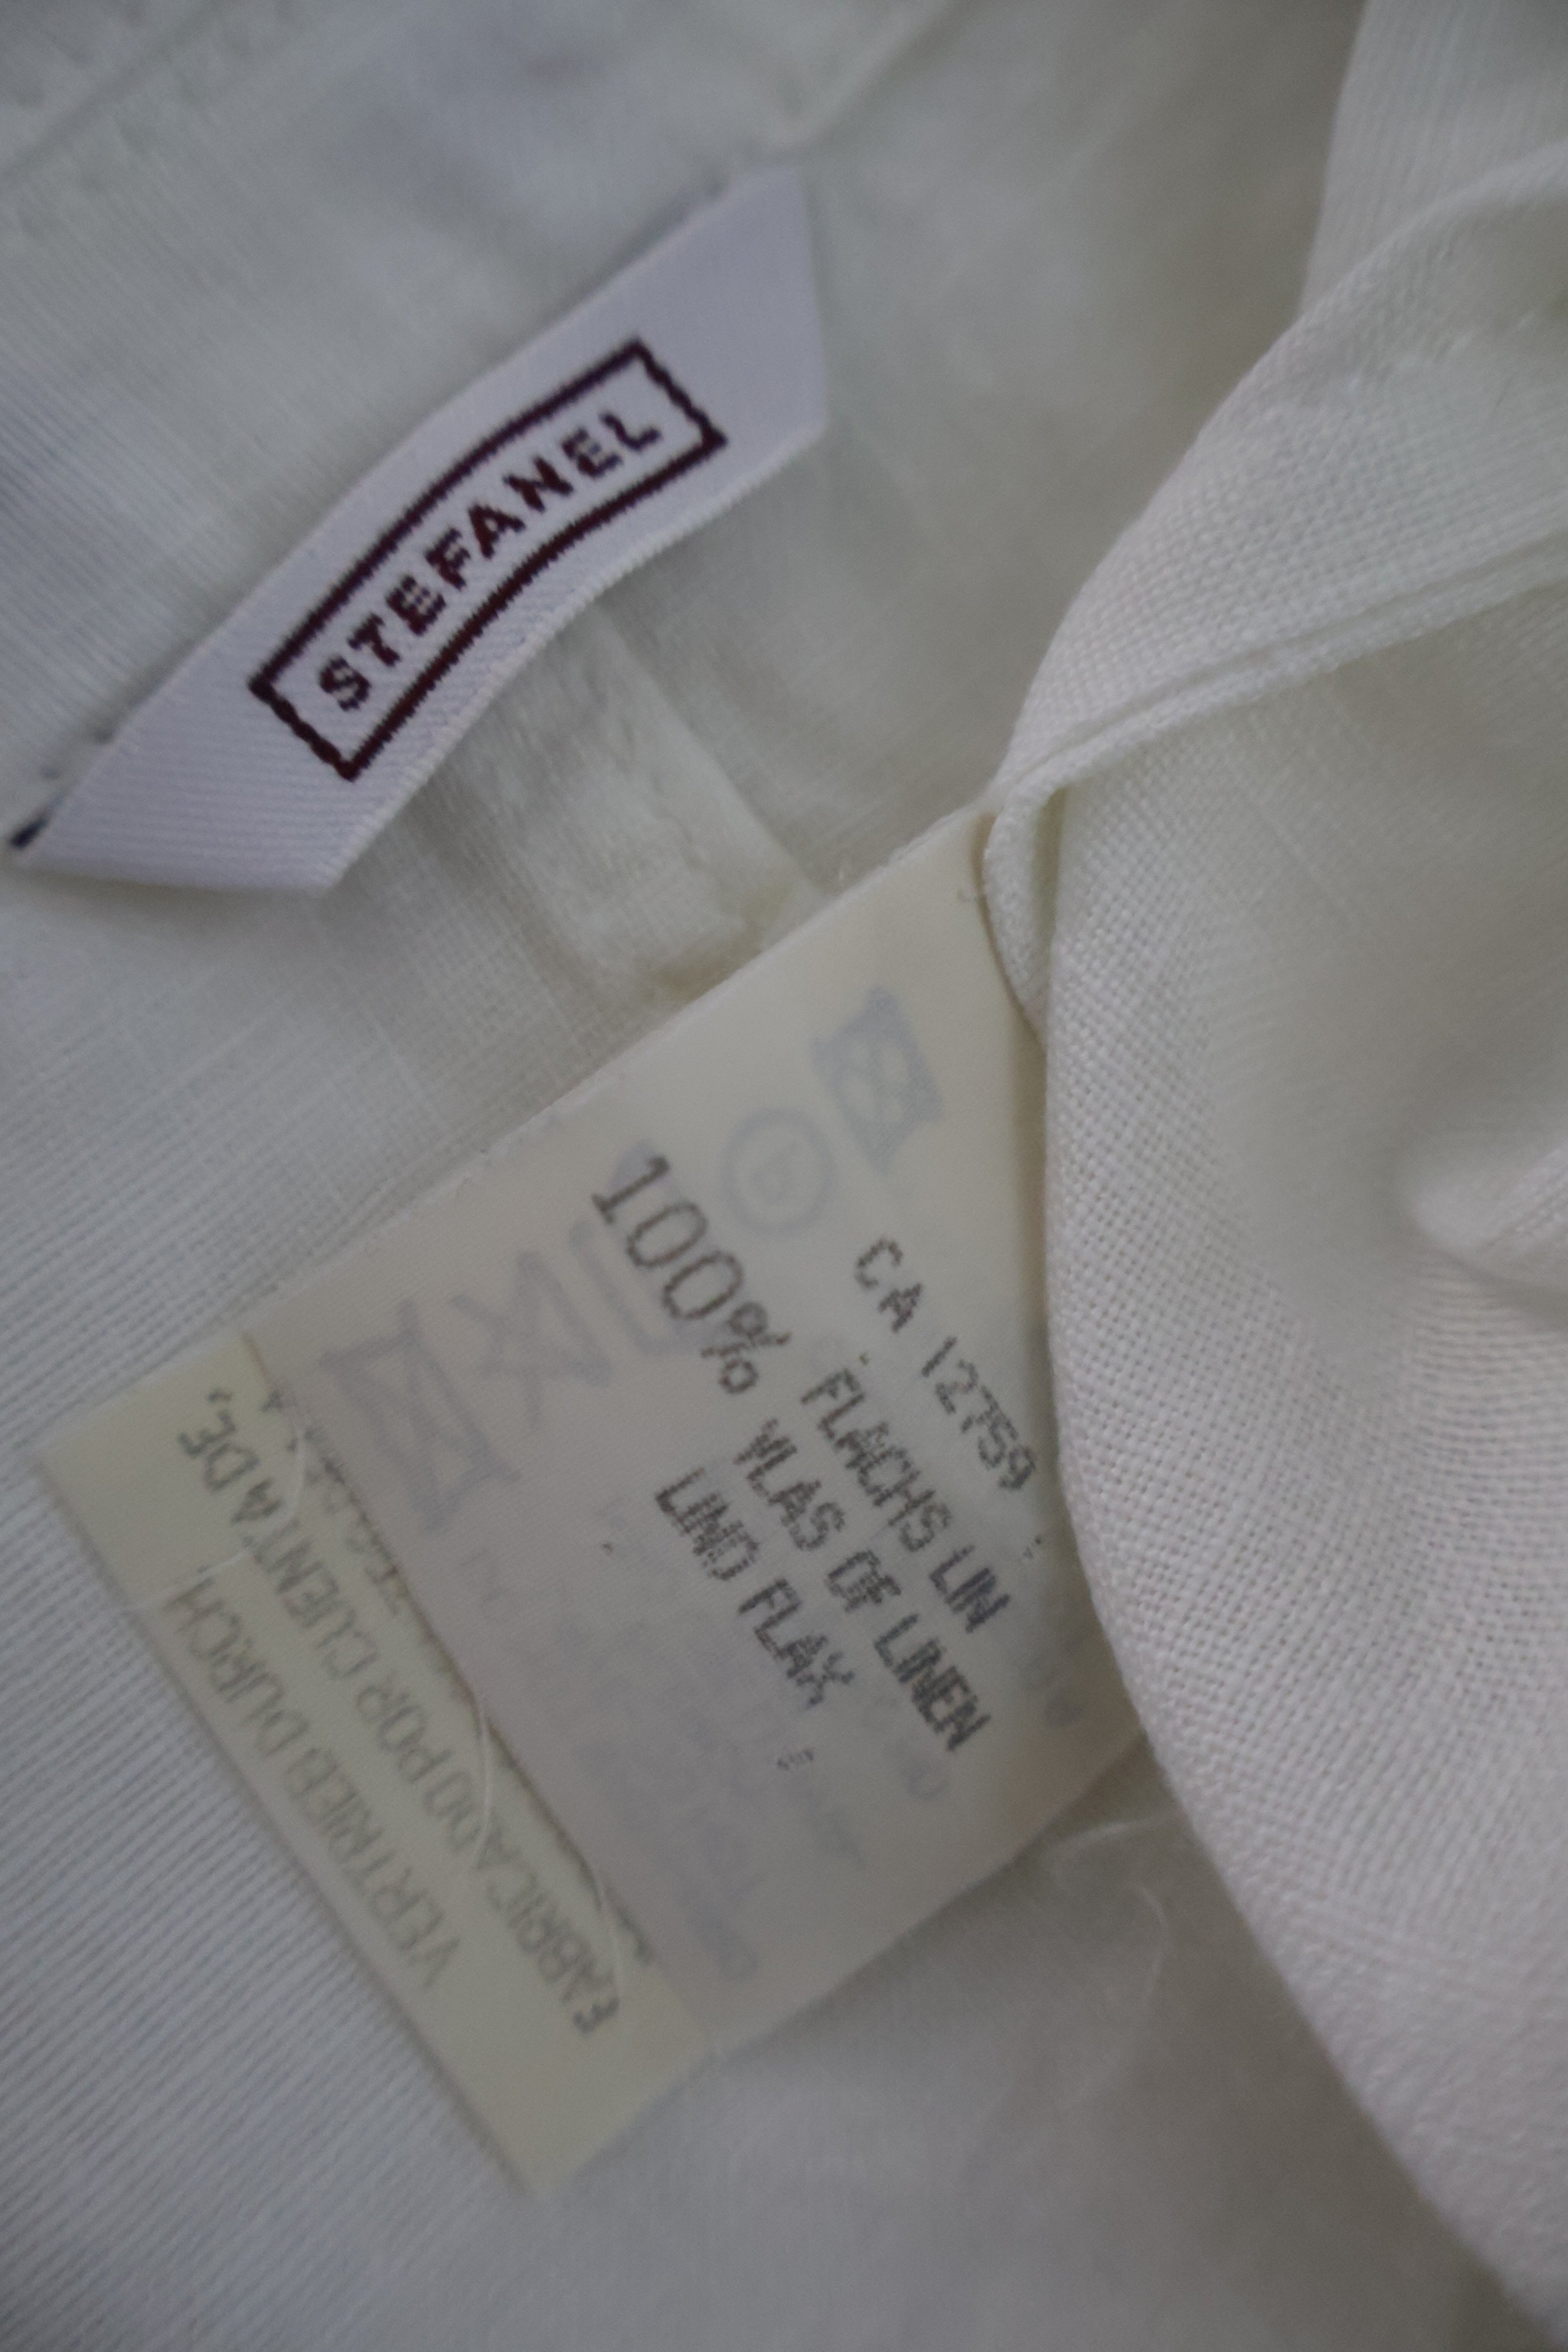 STEFANEL
CA 12759
100% FLACHS LIN
VLAS OF LINEN
LINO FLAX
FABRICADO POR CUENTA DE,
VERTRIEB DURCH,